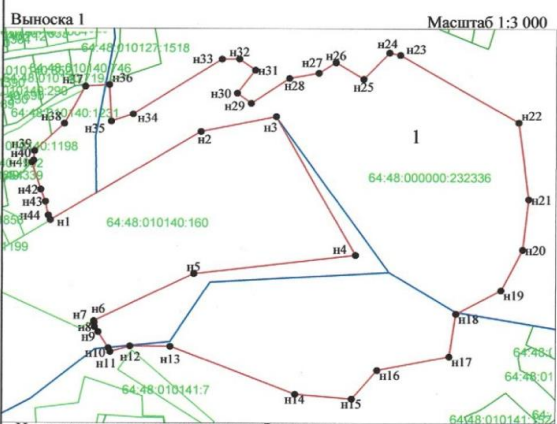 Выноска 1
Масштаб 1:3 000
64:48:010127:1518
н24
н23
н33
н32
н26
н31
н27
н28
н25
н37
н36
н30
н29
64:48:010140:1231
н34
н35
н38
н22
н3
н2
1
н39
н40
н41
64:48:000000:232336
н42
н43
н44
н1
н21
64:48:010140:160
1199
н4
н20
н5
н19
н6
н7
н8
н9
н18
н10
н11
н12
н13
н17
н16
64:48:010141:7
н14
н15